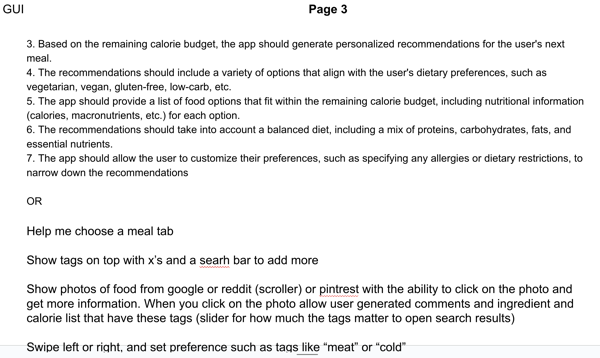 GUI
Page 3
3. Based on the remaining calorie budget, the app should generate personalized recommendations for the user's next
meal.
4. The recommendations should include a variety of options that align with the user's dietary preferences, such as
vegetarian, vegan, gluten-free, low-carb, etc.
5. The app should provide a list of food options that fit within the remaining calorie budget, including nutritional information
(calories, macronutrients, etc.) for each option.
6. The recommendations should take into account a balanced diet, including a mix of proteins, carbohydrates, fats, and
essential nutrients.
7. The app should allow the user to customize their preferences, such as specifying any allergies or dietary restrictions, to
narrow down the recommendations
OR
Help me choose a meal tab
Show tags on top with x's and a searh bar to add more
Show photos of food from google or reddit (scroller) or pintrest with the ability to click on the photo and
get more information. When you click on the photo allow user generated comments and ingredient and
calorie list that have these tags (slider for how much the tags matter to open search results)
Swipe left or right, and set preference such as tags like “meat” or “cold”